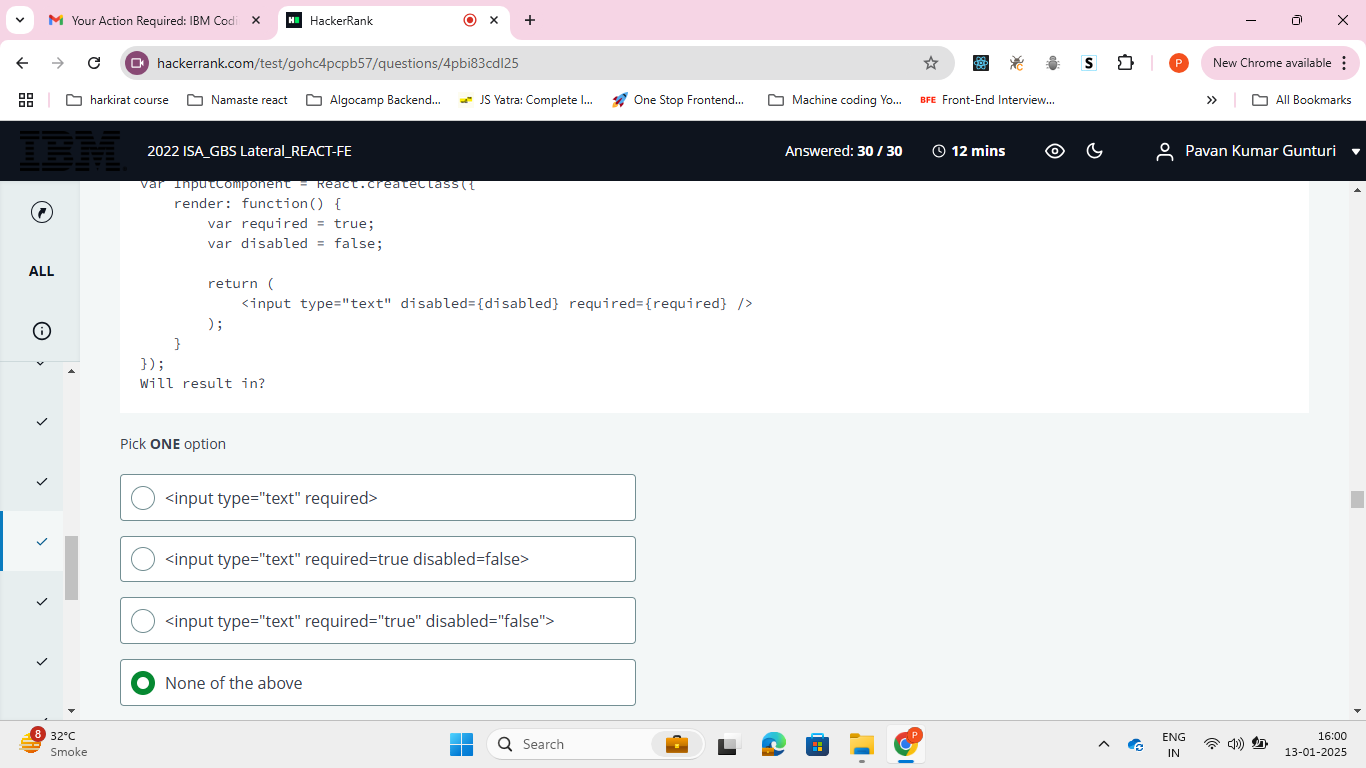 Your Action Required: IBM Codi
HackerRank
hackerrank.com/test/gohc4pcpb57/questions/4pbi83cdl25
S
P
New Chrome available
harkirat course
Namaste react
Algocamp Backend...
JS Yatra: Complete I...
One Stop Frontend...
Machine coding Yo...
BFE
Front-End Interview...
All Bookmarks
IBM
2022 ISA_GBS Lateral_REACT-FE
Answered: 30 / 30
12 mins
Pavan Kumar Gunturi
ALL
var InputComponent = React.createClass({
render: function() {
var required = true;
var disabled = false;
return (
<input type="text" disabled={disabled} required={required} />
);
}
});
Will result in?
Pick ONE option
<input type="text" required>
<input type="text" required=true disabled=false>
<input type="text" required="true" disabled="false">
None of the above
8
32°C
Smoke
Search
P
ENG
IN
16:00
13-01-2025